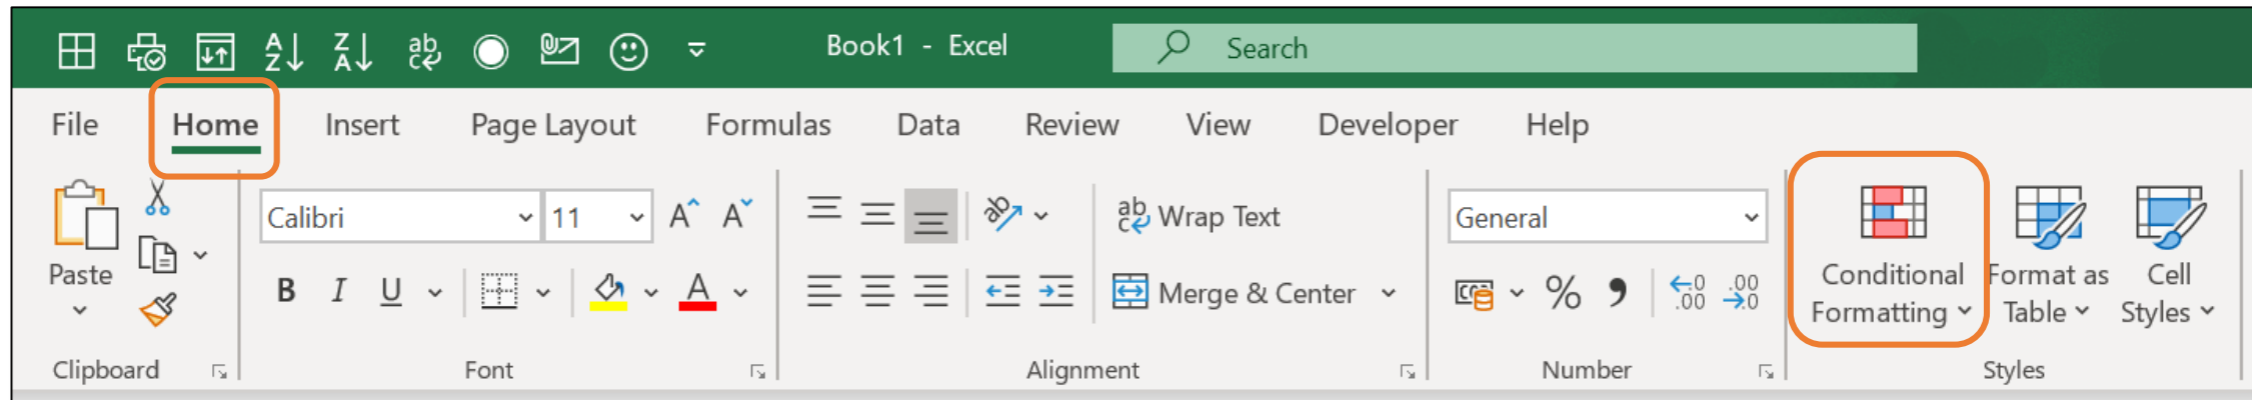 Book1 - Excel
Search
File Home Insert Page Layout Formulas Data Review View Developer Help
Paste
Calibri 11
Wrap Text
Merge & Center
General
Conditional
Formatting
Format as
Table
Cell
Styles
Clipboard Font Alignment Number Styles